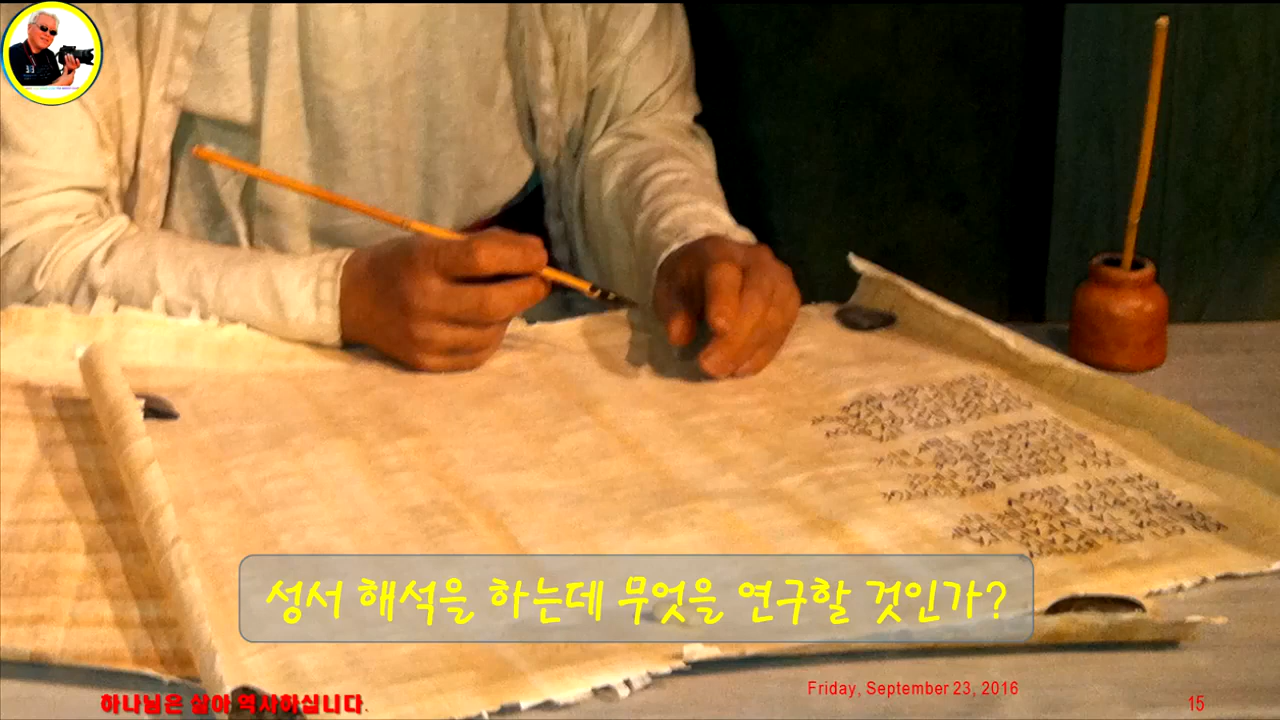 성서 해석을 하는데 무엇을 연구할 것인가?
하나님은 살아 역사하십니다.
Friday, September 23, 2016
15